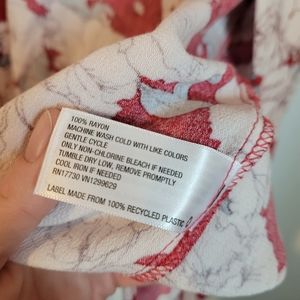 100% RAYON
MACHINE WASH COLD WITH LIKE COLORS
GENTLE CYCLE
ONLY NON-CHLORINE BLEACH IF NEEDED
TUMBLE DRY LOW, REMOVE PROMPTLY
COOL IRON IF NEEDED
RN17730 VN1299629
LABEL MADE FROM 100% RECYCLED PLASTIC